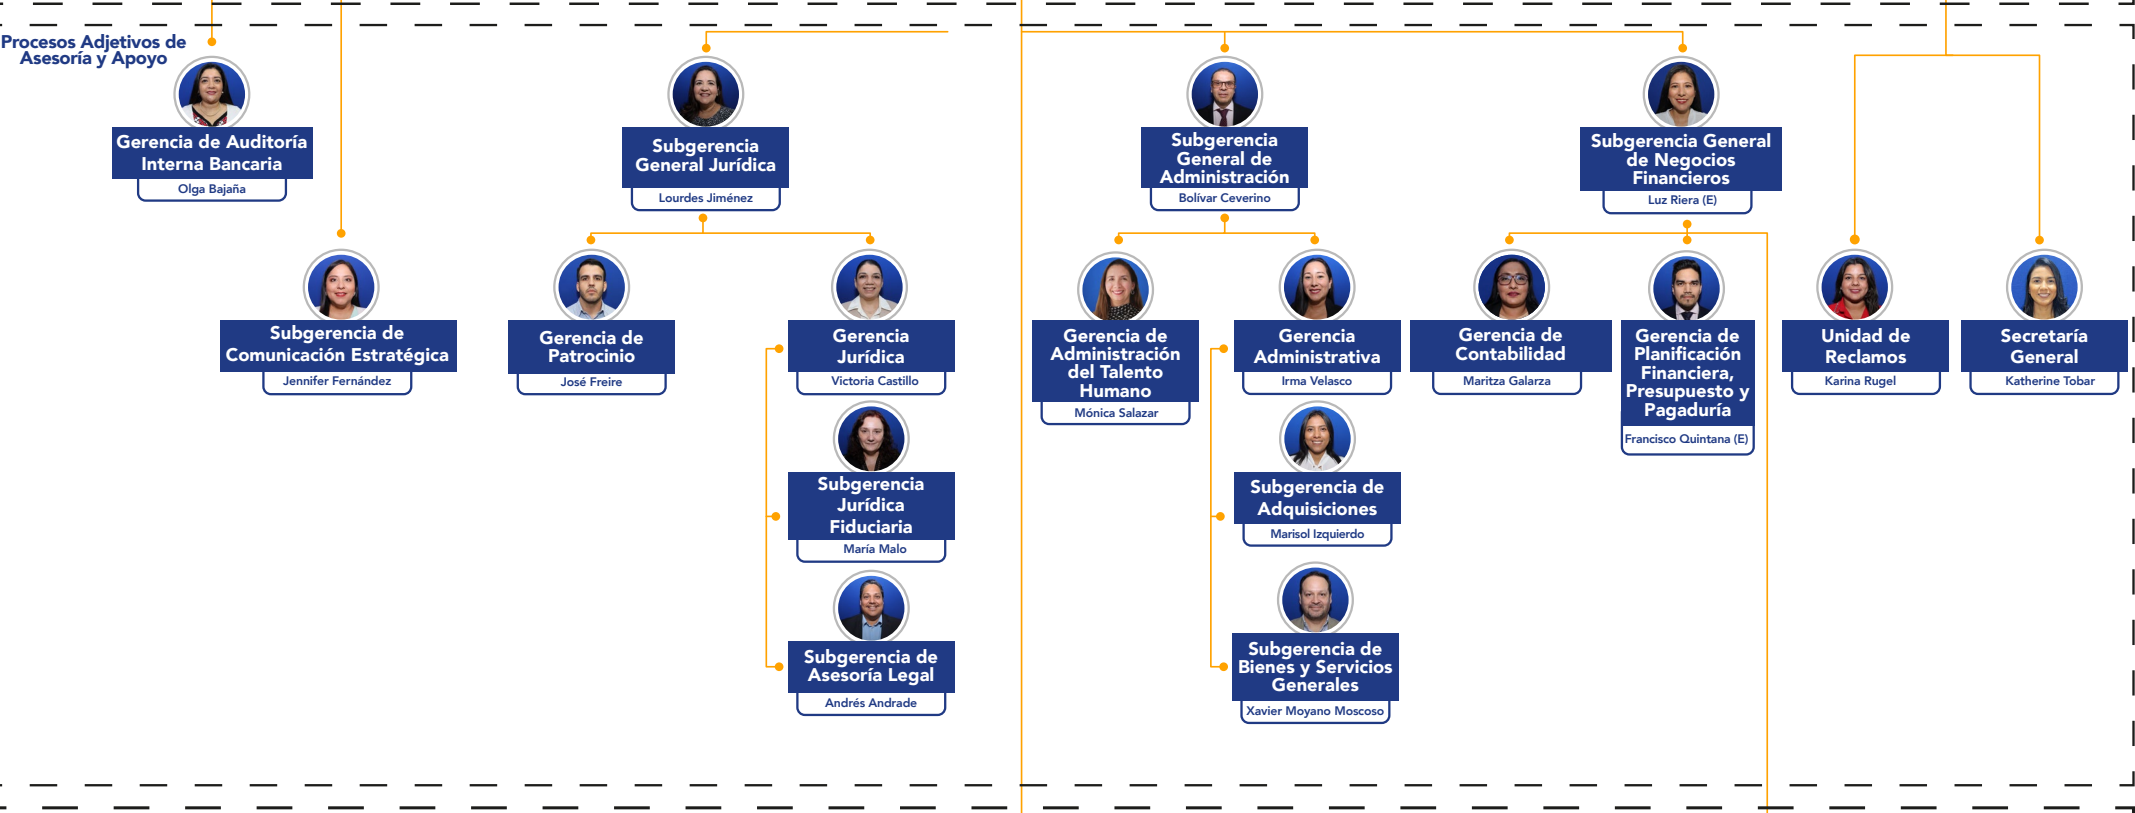 Procesos Adjetivos de
Asesoría y Apoyo
Gerencia de Auditoría
Interna Bancaria
Olga Bajaña
Subgerencia
General Jurídica
Lourdes Jiménez
Subgerencia
General de
Administración
Bolívar Ceverino
Subgerencia General
de Negocios
Financieros
Luz Riera (E)
Subgerencia de
Comunicación Estratégica
Jennifer Fernández
Gerencia de
Patrocinio
José Freire
Gerencia
Jurídica
Victoria Castillo
Subgerencia
Jurídica
Fiduciaria
María Malo
Subgerencia de
Asesoría Legal
Andrés Andrade
Gerencia de
Administración
del Talento
Humano
Mónica Salazar
Gerencia
Administrativa
Irma Velasco
Subgerencia de
Adquisiciones
Marisol Izquierdo
Subgerencia de
Bienes y Servicios
Generales
Xavier Moyano Moscoso
Gerencia de
Contabilidad
Maritza Galarza
Gerencia de
Planificación
Financiera,
Presupuesto y
Pagaduría
Francisco Quintana (E)
Unidad de
Reclamos
Karina Rugel
Secretaría
General
Katherine Tobar